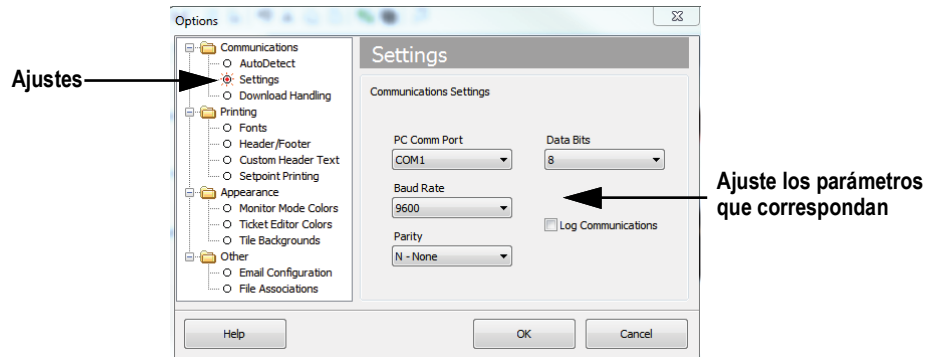 Options
Communications
AutoDetect
Settings
Download Handling
Printing
Fonts
Header/Footer
Custom Header Text
Setpoint Printing
Appearance
Monitor Mode Colors
Ticket Editor Colors
Tile Backgrounds
Other
Email Configuration
File Associations
Ajustes
Settings
Communications Settings
PC Comm Port
COM1
Data Bits
8
Baud Rate
9600
Log Communications
Parity
N - None
Ajuste los parámetros
que correspondan
Help
OK
Cancel